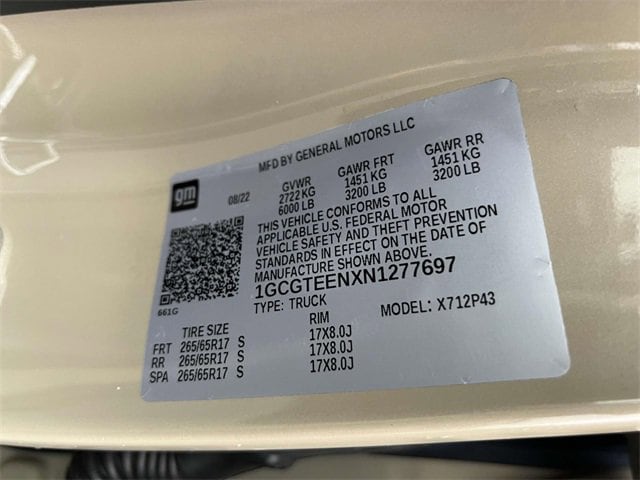 MFD BY GENERAL MOTORS LLC
gm
08/22
GVWR GAWR FRT GAWR RR
2722 KG 1451 KG 1451 KG
6000 LB 3200 LB 3200 LB
THIS VEHICLE CONFORMS TO ALL
APPLICABLE U.S. FEDERAL MOTOR
VEHICLE SAFETY AND THEFT PREVENTION
STANDARDS IN EFFECT ON THE DATE OF
MANUFACTURE SHOWN ABOVE.
1GCGTEENXN1277697
661G
TYPE: TRUCK MODEL: X712P43
TIRE SIZE RIM
FRT 265/65R17 S 17X8.0J
RR 265/65R17 S 17X8.0J
SPA 265/65R17 S 17X8.0J